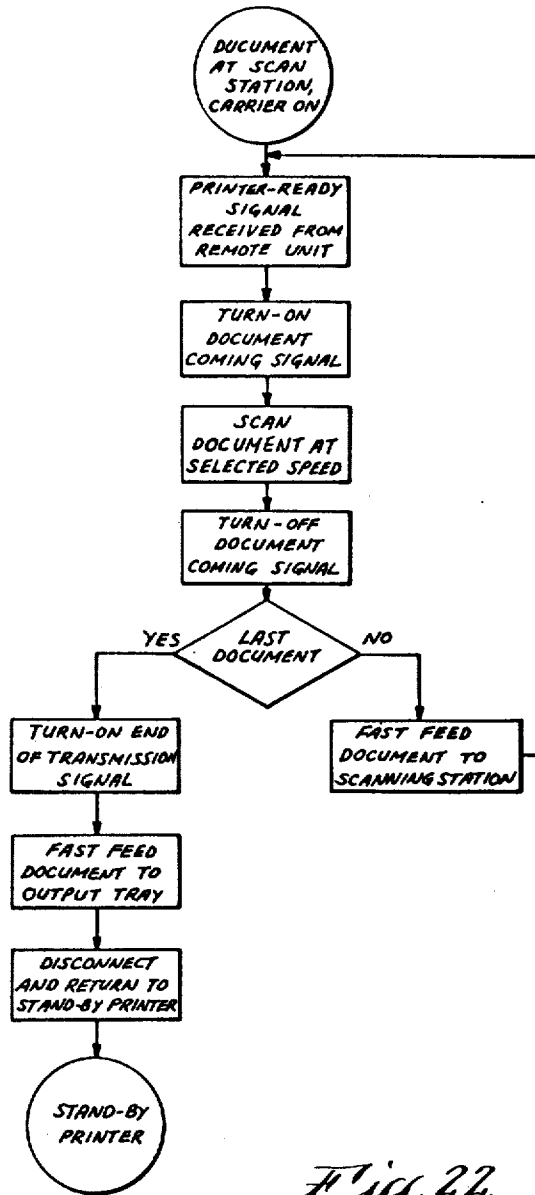 DUCUMENT
AT SCAN
STATION,
CARRIER ON
PRINTER-READY
SIGNAL
RECEIVED FROM
REMOTE UNIT
TURN-ON
DOCUMENT
COMING SIGNAL
SCAN
DOCUMENT AT
SELECTED SPEED
TURN-OFF
DOCUMENT
COMING SIGNAL
YES
LAST
DOCUMENT
NO
TURN-ON END
OF TRANSMISSION
SIGNAL
FAST FEED
DOCUMENT TO
SCANNING STATION
FAST FEED
DOCUMENT TO
OUTPUT TRAY
DISCONNECT
AND RETURN TO
STAND-BY PRINTER
STAND-BY
PRINTER
Fig. 22